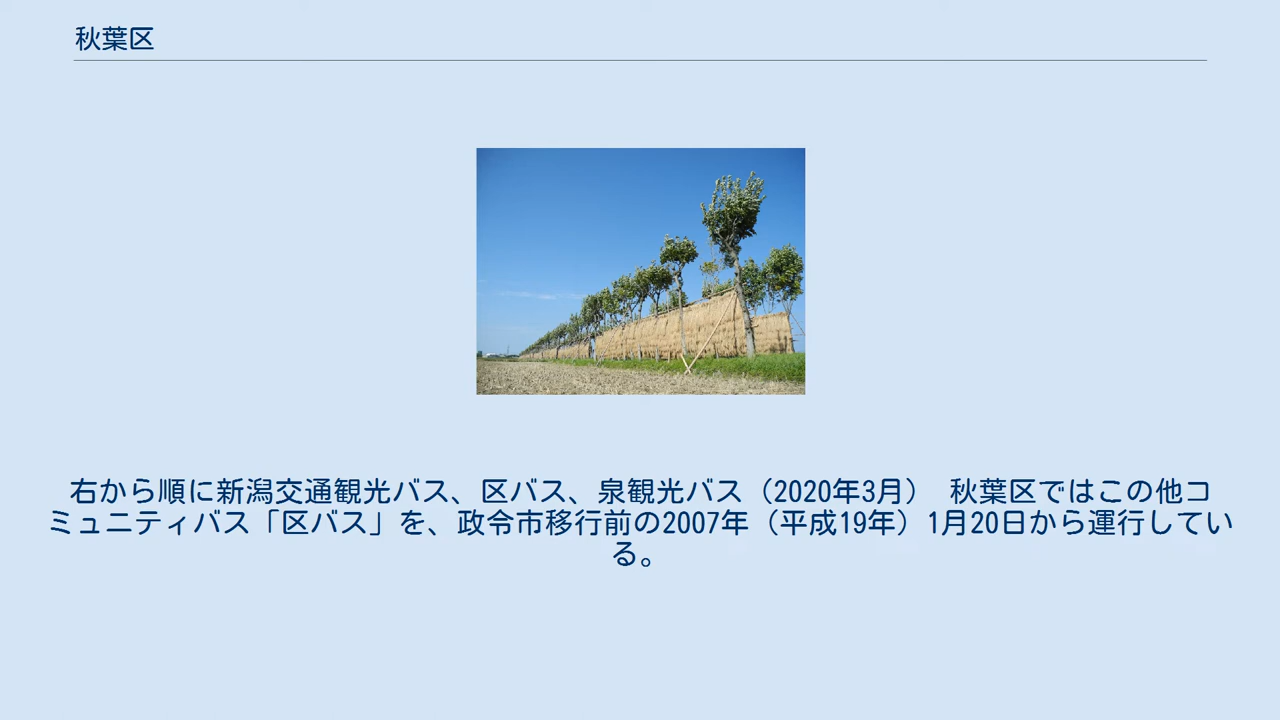 秋葉区
右から順に新潟交通観光バス、区バス、泉観光バス（2020年3月） 秋葉区ではこの他コ
ミュニティバス「区バス」を、政令市移行前の2007年（平成19年）1月20日から運行してい
る。